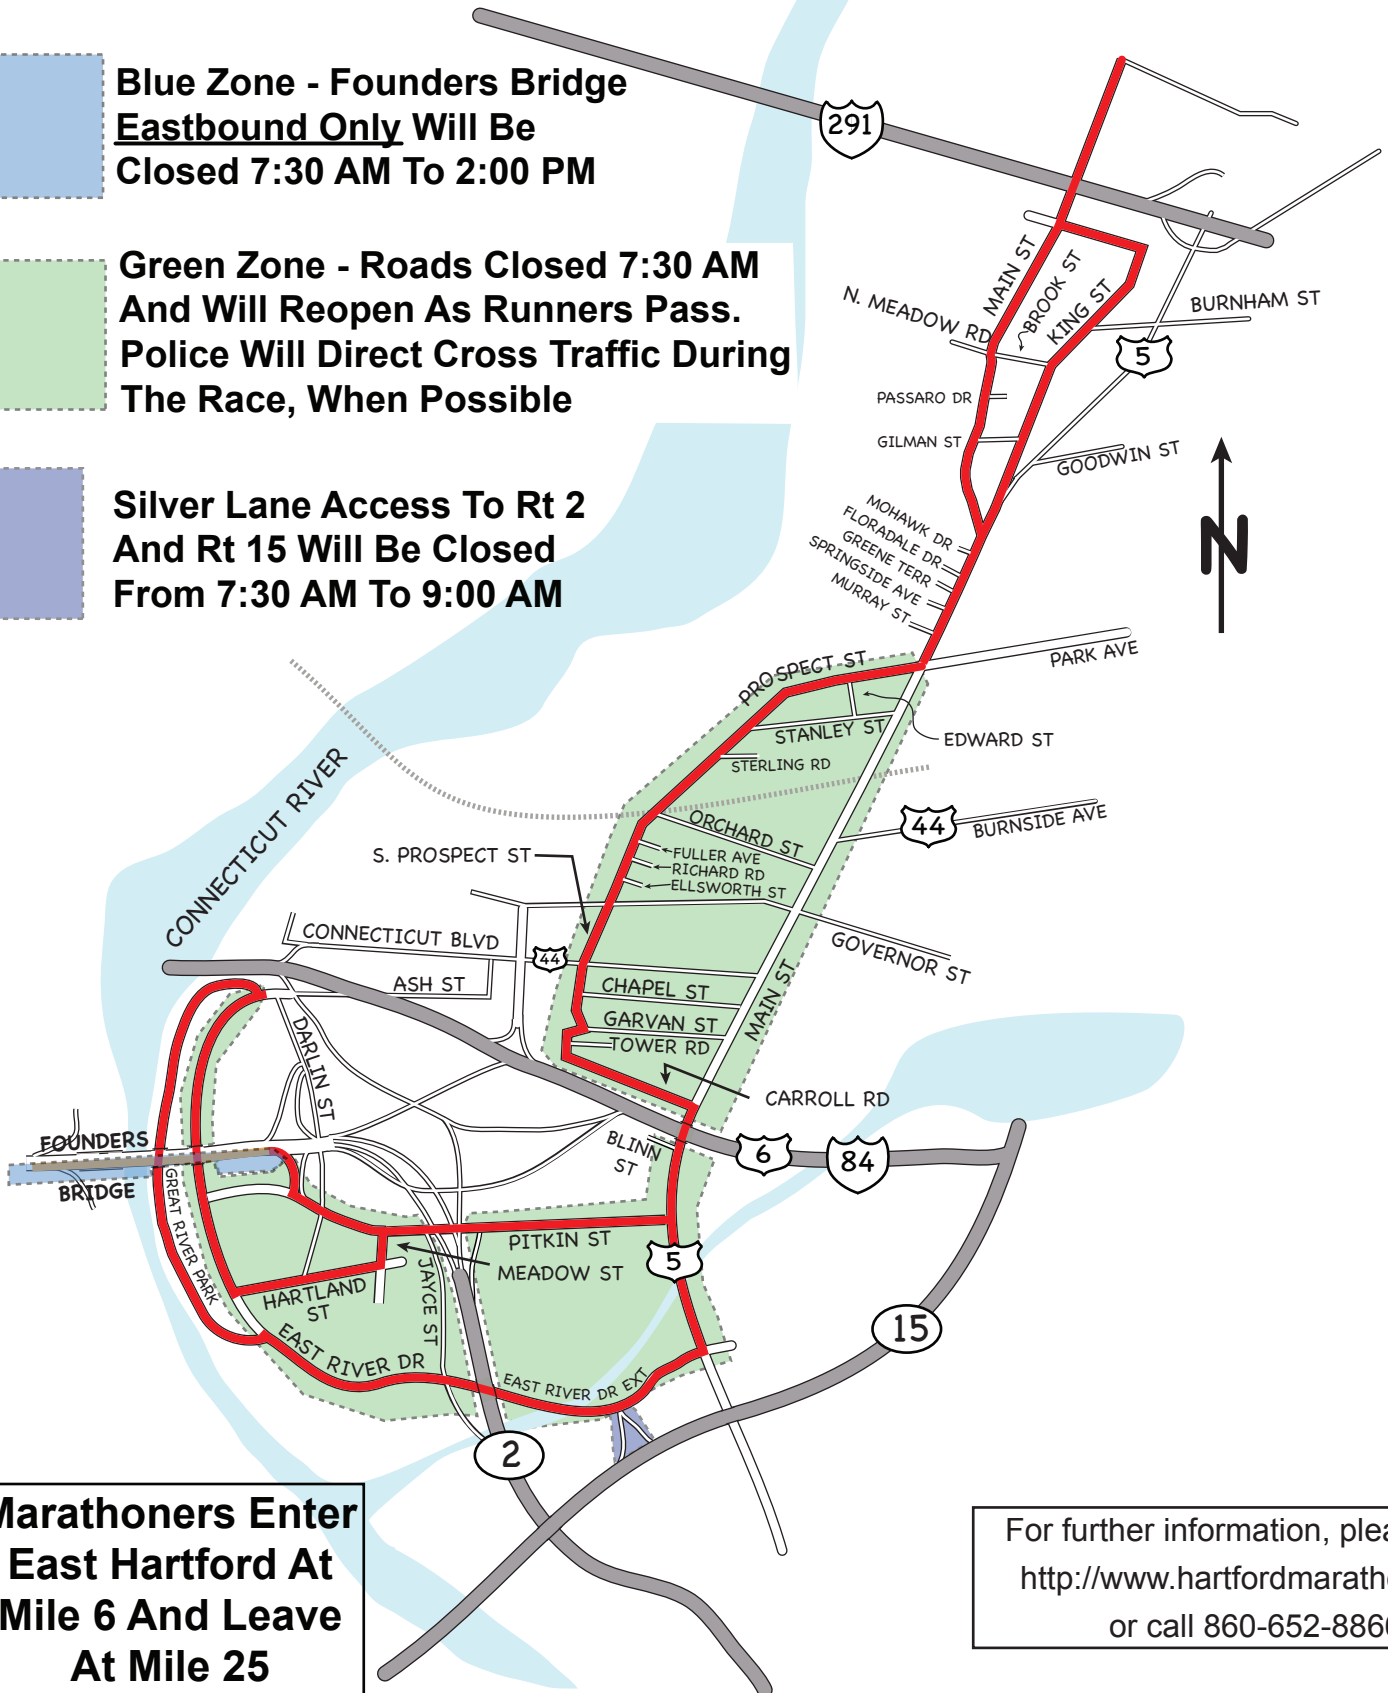 Blue Zone - Founders Bridge
Eastbound Only Will Be
Closed 7:30 AM To 2:00 PM
Green Zone - Roads Closed 7:30 AM
And Will Reopen As Runners Pass.
Police Will Direct Cross Traffic During
The Race, When Possible
Silver Lane Access To Rt 2
And Rt 15 Will Be Closed
From 7:30 AM To 9:00 AM
291
MAIN ST
BROOK ST
KING ST
N. MEADOW RD
BURNHAM ST
5
PASSARO DR
GILMAN ST
GOODWIN ST
MOHAWK DR
FLORADALE DR
GREENE TERR
SPRINGSIDE AVE
MURRAY ST
N
PROSPECT ST
PARK AVE
STANLEY ST
EDWARD ST
STERLING RD
CONNECTICUT RIVER
ORCHARD ST
44
BURNSIDE AVE
S. PROSPECT ST
FULLER AVE
RICHARD RD
ELLSWORTH ST
CONNECTICUT BLVD
44
GOVERNOR ST
ASH ST
CHAPEL ST
MAIN ST
GARVAN ST
TOWER RD
DARLIN ST
CARROLL RD
FOUNDERS
BRIDGE
BLINN
ST
6
84
GREAT RIVER PARK
PITKIN ST
MEADOW ST
5
HARTLAND
ST
JAYCE ST
15
EAST RIVER DR
EAST RIVER DR EXT
2
Marathoners Enter
East Hartford At
Mile 6 And Leave
At Mile 25
For further information,
http://www.hartfordmarath
or call 860-652-886